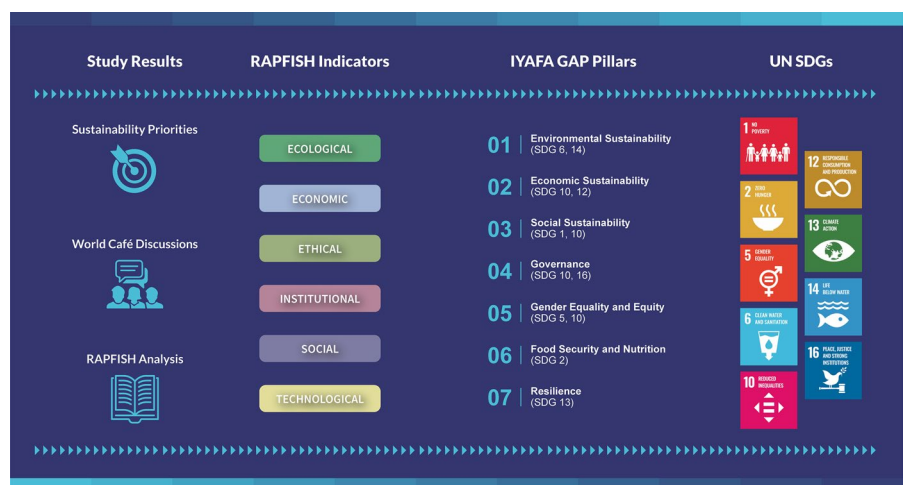 Study Results
RAPFISH Indicators
IYAFA GAP Pillars
UN SDGs
Sustainability Priorities
World Café Discussions
RAPFISH Analysis
ECOLOGICAL
ECONOMIC
ETHICAL
INSTITUTIONAL
SOCIAL
TECHNOLOGICAL
01
Environmental Sustainability
(SDG 6, 14)
02
Economic Sustainability
(SDG 10, 12)
03
Social Sustainability
(SDG 1, 10)
04
Governance
(SDG 10, 16)
05
Gender Equality and Equity
(SDG 5, 10)
06
Food Security and Nutrition
(SDG 2)
07
Resilience
(SDG 13)
1 NO
POVERTY
2 ZERO
HUNGER
5 GENDER
EQUALITY
6 CLEAN WATER
AND SANITATION
10 REDUCED
INEQUALITIES
12 RESPONSIBLE
CONSUMPTION
AND PRODUCTION
13 CLIMATE
ACTION
14 LIFE
BELOW WATER
16 PEACE, JUSTICE
AND STRONG
INSTITUTIONS